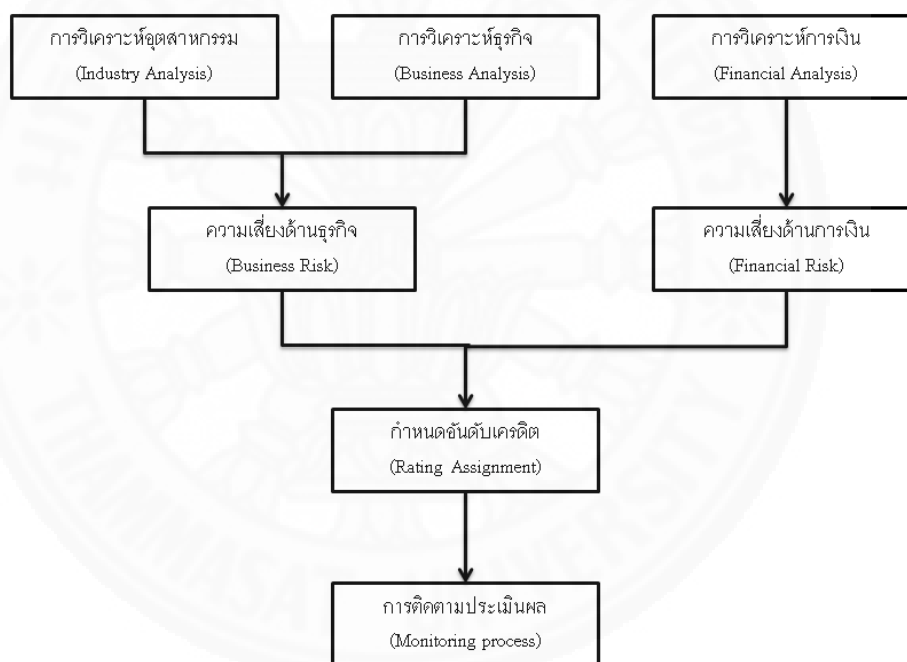 การวิเคราะห์อุตสาหกรรม
(Industry Analysis)
การวิเคราะห์ธุรกิจ
(Business Analysis)
การวิเคราะห์การเงิน
(Financial Analysis)
ความเสี่ยงด้านธุรกิจ
(Business Risk)
ความเสี่ยงด้านการเงิน
(Financial Risk)
กำหนดอันดับเครดิต
(Rating Assignment)
การติดตามประเมินผล
(Monitoring process)
THAMMASAT UNIVERSITY